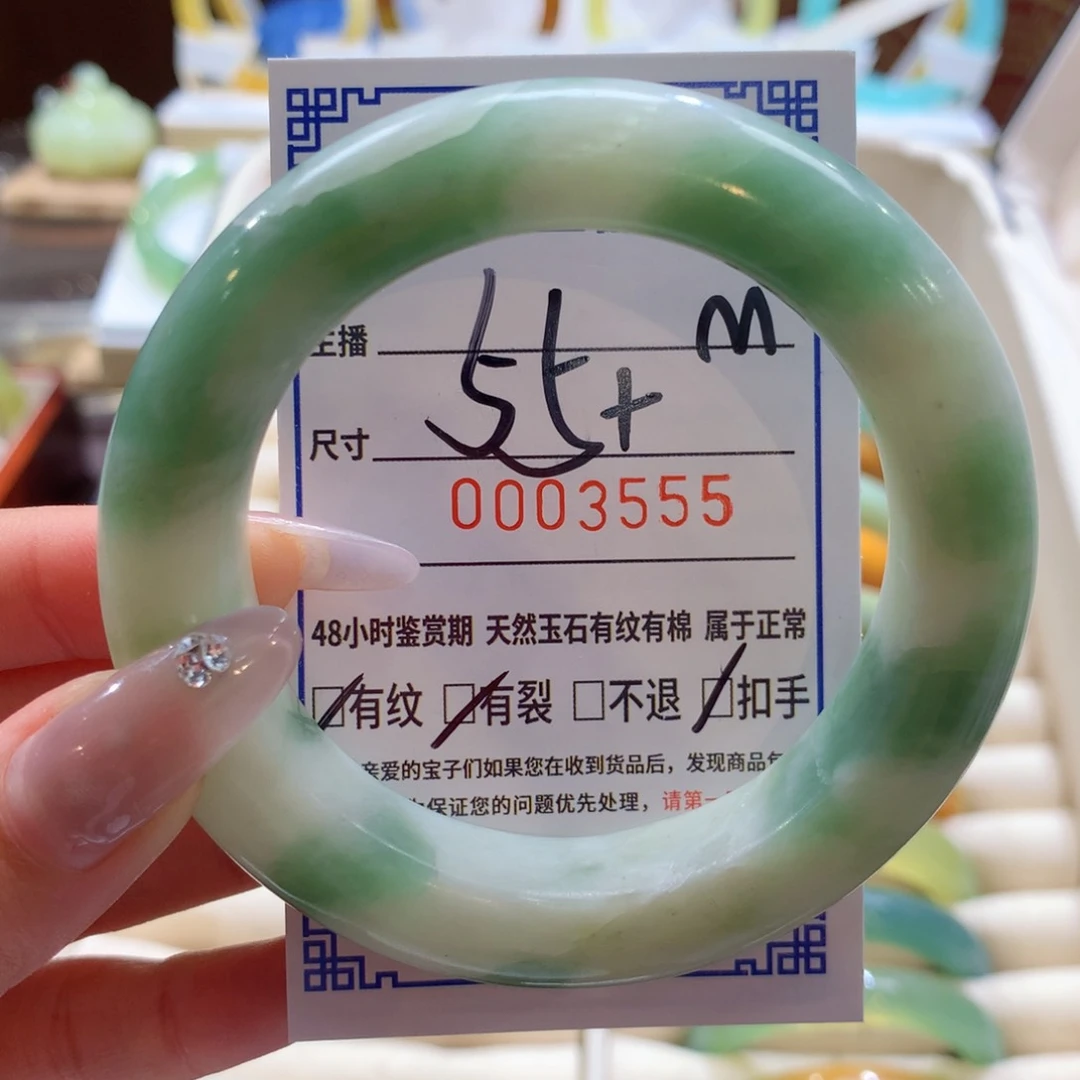 M
主播
尺寸 55+
0003555
48小时鉴赏期 天然玉石有纹有棉 属于正常
□有纹 □有裂 □不退 □扣手
亲爱的宝子们如果您在收到货品后，发现商品
保证您的问题优先处理，请第一